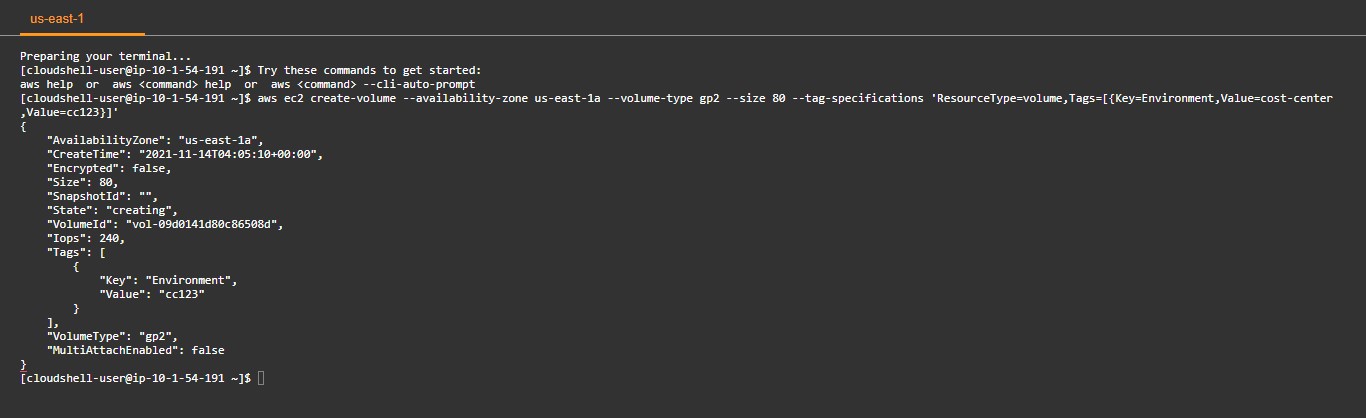 us-east-1
Preparing your terminal...
[cloudshell-user@ip-10-1-54-191 ~]$ Try these commands to get started:
aws help  or  aws <command> help  or  aws <command> --cli-auto-prompt
[cloudshell-user@ip-10-1-54-191 ~]$ aws ec2 create-volume --availability-zone us-east-1a --volume-type gp2 --size 80 --tag-specifications 'ResourceType=volume,Tags=[{Key=Environment,Value=cost-center
,Value=cc123}]'
{
    "AvailabilityZone": "us-east-1a",
    "CreateTime": "2021-11-14T04:05:10+00:00",
    "Encrypted": false,
    "Size": 80,
    "SnapshotId": "",
    "State": "creating",
    "VolumeId": "vol-09d0141d80c86508d",
    "Iops": 240,
    "Tags": [
        {
            "Key": "Environment",
            "Value": "cc123"
        }
    ],
    "VolumeType": "gp2",
    "MultiAttachEnabled": false
}
[cloudshell-user@ip-10-1-54-191 ~]$